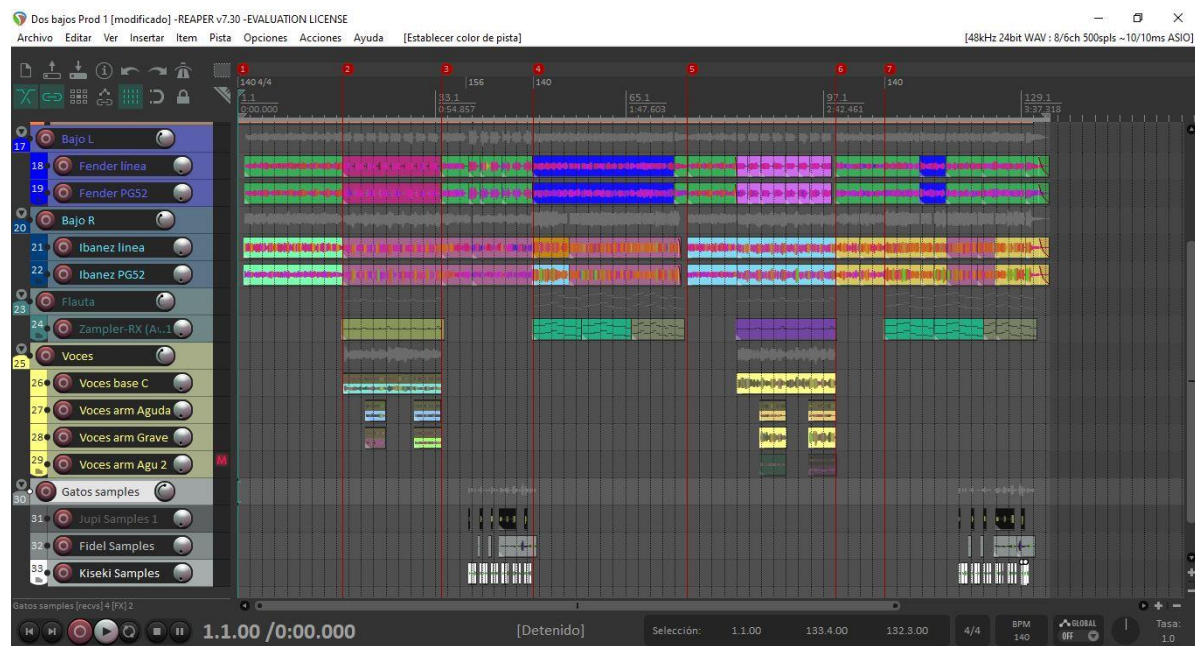 Dos bajos Prod 1 [modificado] -REAPER v7.30 -EVALUATION LICENSE
Archivo Editar Ver Insertar Item Pista Opciones Acciones Ayuda [Establecer color de pista] [48kHz 24bit WAV : 8/6ch 500spls ~10/10ms ASIO]
1 2 3 4 5 6 7
140 4/4 156 140 140
1.1 33.1 65.1 97.1 129.1
0:00.000 0:54.857 1:47.603 2:42.461 3:37.318
17 Bajo L
18 Fender línea
19 Fender PG52
20 Bajo R
21 Ibanez linea
22 Ibanez PG52
23 Flauta
24 Zampler-RX (A
25 Voces
26 Voces base C
27 Voces arm Aguda
28 Voces arm Grave
29 Voces arm Agu 2 M
30 Gatos samples
31 Jupi Samples 1
32 Fidel Samples
33 Kiseki Samples
Gatos samples [recvs] 4 [FX] 2
1.1.00 /0:00.000 [Detenido] Selección: 1.1.00 133.4.00 132.3.00 4/4 BPM 140 GLOBAL OFF Tasa: 1.0